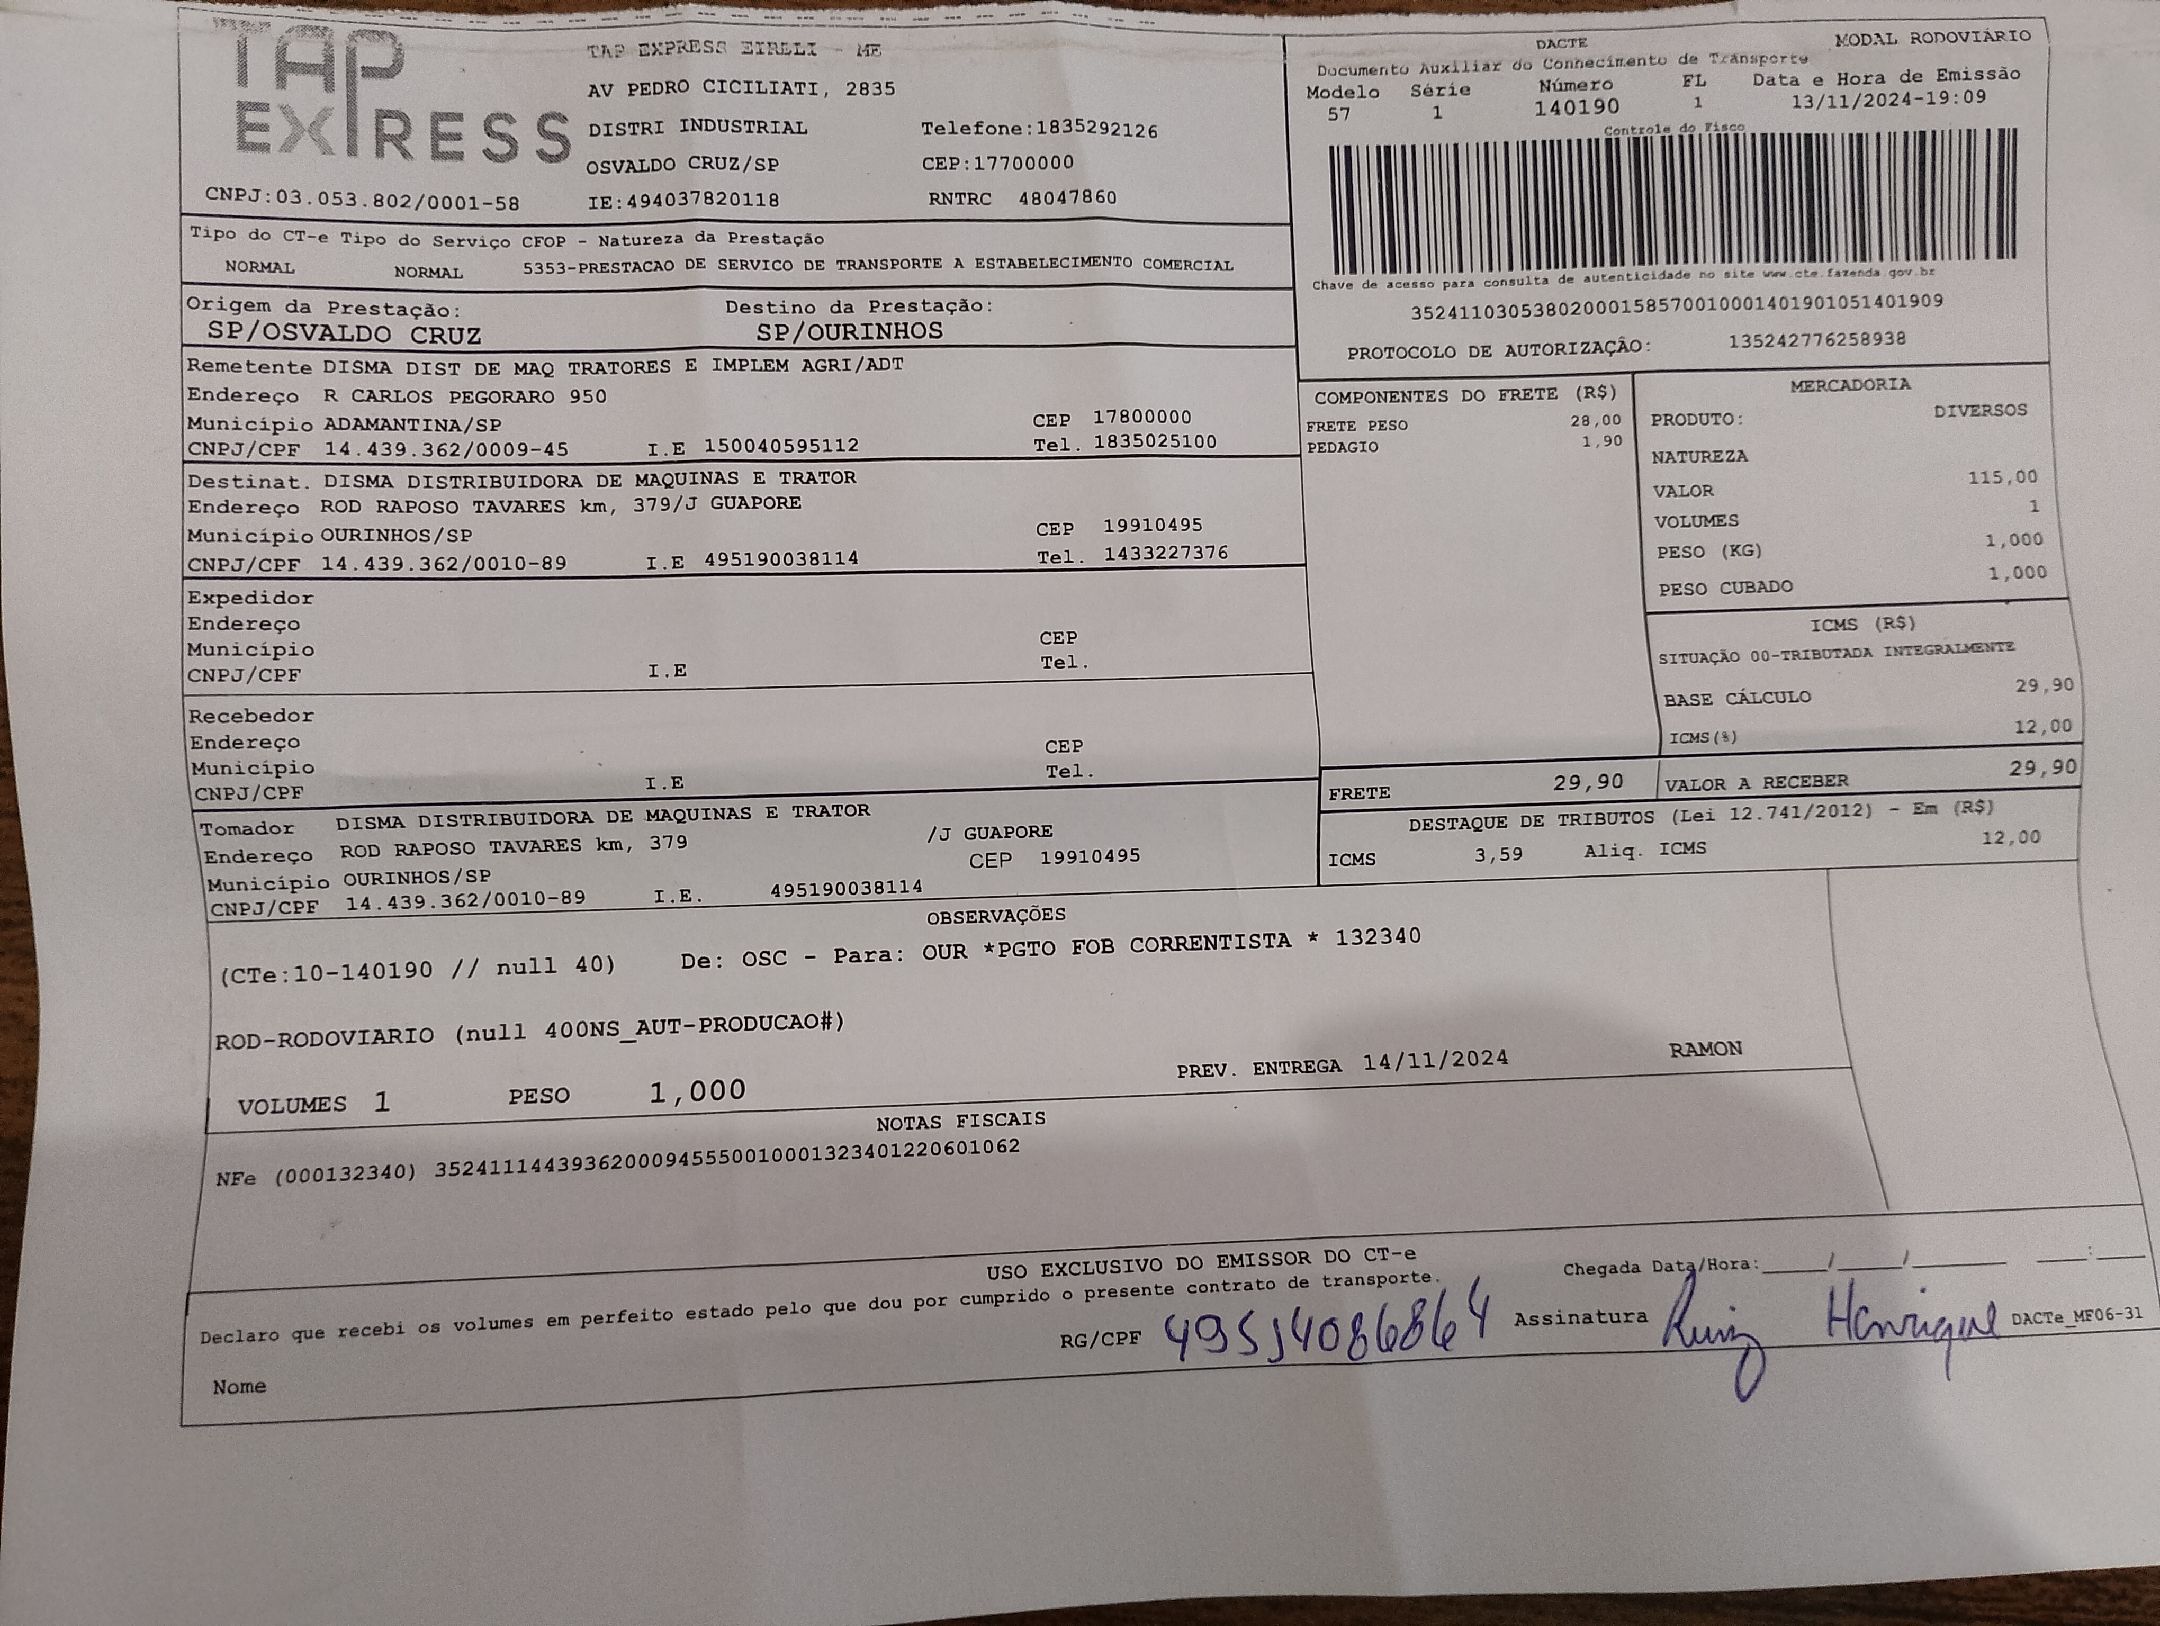 TAP EXPRESS
TAP EXPRESS EIRELI - ME
AV PEDRO CICILIATI, 2835
DISTRI INDUSTRIAL Telefone:1835292126
OSVALDO CRUZ/SP CEP:17700000
CNPJ:03.053.802/0001-58 IE:494037820118 RNTRC 48047860
DACTE MODAL RODOVIÁRIO
Documento Auxiliar do Conhecimento de Transporte
Modelo Série Número FL Data e Hora de Emissão
57 1 140190 1 13/11/2024-19:09
Controle do Fisco
Chave de acesso para consulta de autenticidade no site www.cte.fazenda.gov.br
35241103053802000158570010001401901051401909
PROTOCOLO DE AUTORIZAÇÃO: 135242776258938
Tipo do CT-e Tipo do Serviço CFOP - Natureza da Prestação
NORMAL NORMAL 5353-PRESTACAO DE SERVICO DE TRANSPORTE A ESTABELECIMENTO COMERCIAL
Origem da Prestação: Destino da Prestação:
SP/OSVALDO CRUZ SP/OURINHOS
Remetente DISMA DIST DE MAQ TRATORES E IMPLEM AGRI/ADT
Endereço R CARLOS PEGORARO 950
Município ADAMANTINA/SP CEP 17800000
CNPJ/CPF 14.439.362/0009-45 I.E 150040595112 Tel. 1835025100
Destinat. DISMA DISTRIBUIDORA DE MAQUINAS E TRATOR
Endereço ROD RAPOSO TAVARES km, 379/J GUAPORE
Município OURINHOS/SP CEP 19910495
CNPJ/CPF 14.439.362/0010-89 I.E 495190038114 Tel. 1433227376
Expedidor
Endereço
Município CEP
CNPJ/CPF I.E Tel.
Recebedor
Endereço
Município CEP
CNPJ/CPF I.E Tel.
Tomador DISMA DISTRIBUIDORA DE MAQUINAS E TRATOR
Endereço ROD RAPOSO TAVARES km, 379 /J GUAPORE
Município OURINHOS/SP CEP 19910495
CNPJ/CPF 14.439.362/0010-89 I.E. 495190038114
COMPONENTES DO FRETE (R$)
FRETE PESO 28,00
PEDAGIO 1,90
MERCADORIA
PRODUTO: DIVERSOS
NATUREZA
VALOR 115,00
VOLUMES 1
PESO (KG) 1,000
PESO CUBADO 1,000
ICMS (R$)
SITUAÇÃO 00-TRIBUTADA INTEGRALMENTE
BASE CÁLCULO 29,90
ICMS(%) 12,00
FRETE 29,90 VALOR A RECEBER 29,90
DESTAQUE DE TRIBUTOS (Lei 12.741/2012) - Em (R$)
ICMS 3,59 Aliq. ICMS 12,00
OBSERVAÇÕES
(CTe:10-140190 // null 40) De: OSC - Para: OUR *PGTO FOB CORRENTISTA * 132340
ROD-RODOVIARIO (null 400NS_AUT-PRODUCAO#)
VOLUMES 1 PESO 1,000 PREV. ENTREGA 14/11/2024 RAMON
NOTAS FISCAIS
NFe (000132340) 35241114439362000945550010001323401220601062
USO EXCLUSIVO DO EMISSOR DO CT-e
Declaro que recebi os volumes em perfeito estado pelo que dou por cumprido o presente contrato de transporte. Chegada Data/Hora:____/____/______ ___:___
Nome RG/CPF 49514086864 Assinatura Ruiz Henrique DACTe_MF06-31